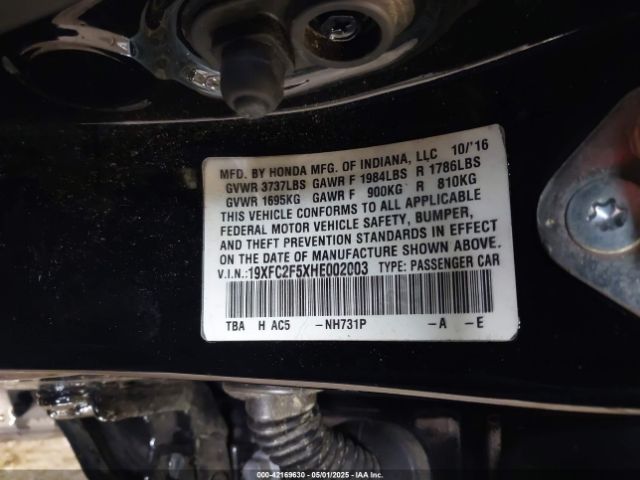 MFD. BY HONDA MFG. OF INDIANA, LLC 10/'16
GVWR 3737LBS GAWR F 1984LBS R 1786LBS
GVWR 1695KG GAWR F 900KG R 810KG
THIS VEHICLE CONFORMS TO ALL APPLICABLE
FEDERAL MOTOR VEHICLE SAFETY, BUMPER,
AND THEFT PREVENTION STANDARDS IN EFFECT
ON THE DATE OF MANUFACTURE SHOWN ABOVE.
V.I.N.:19XFC2F5XHE002003 TYPE: PASSENGER CAR
TBA H AC5 -NH731P -A -E
000-42169630 - 05/01/2025 - IAA Inc.